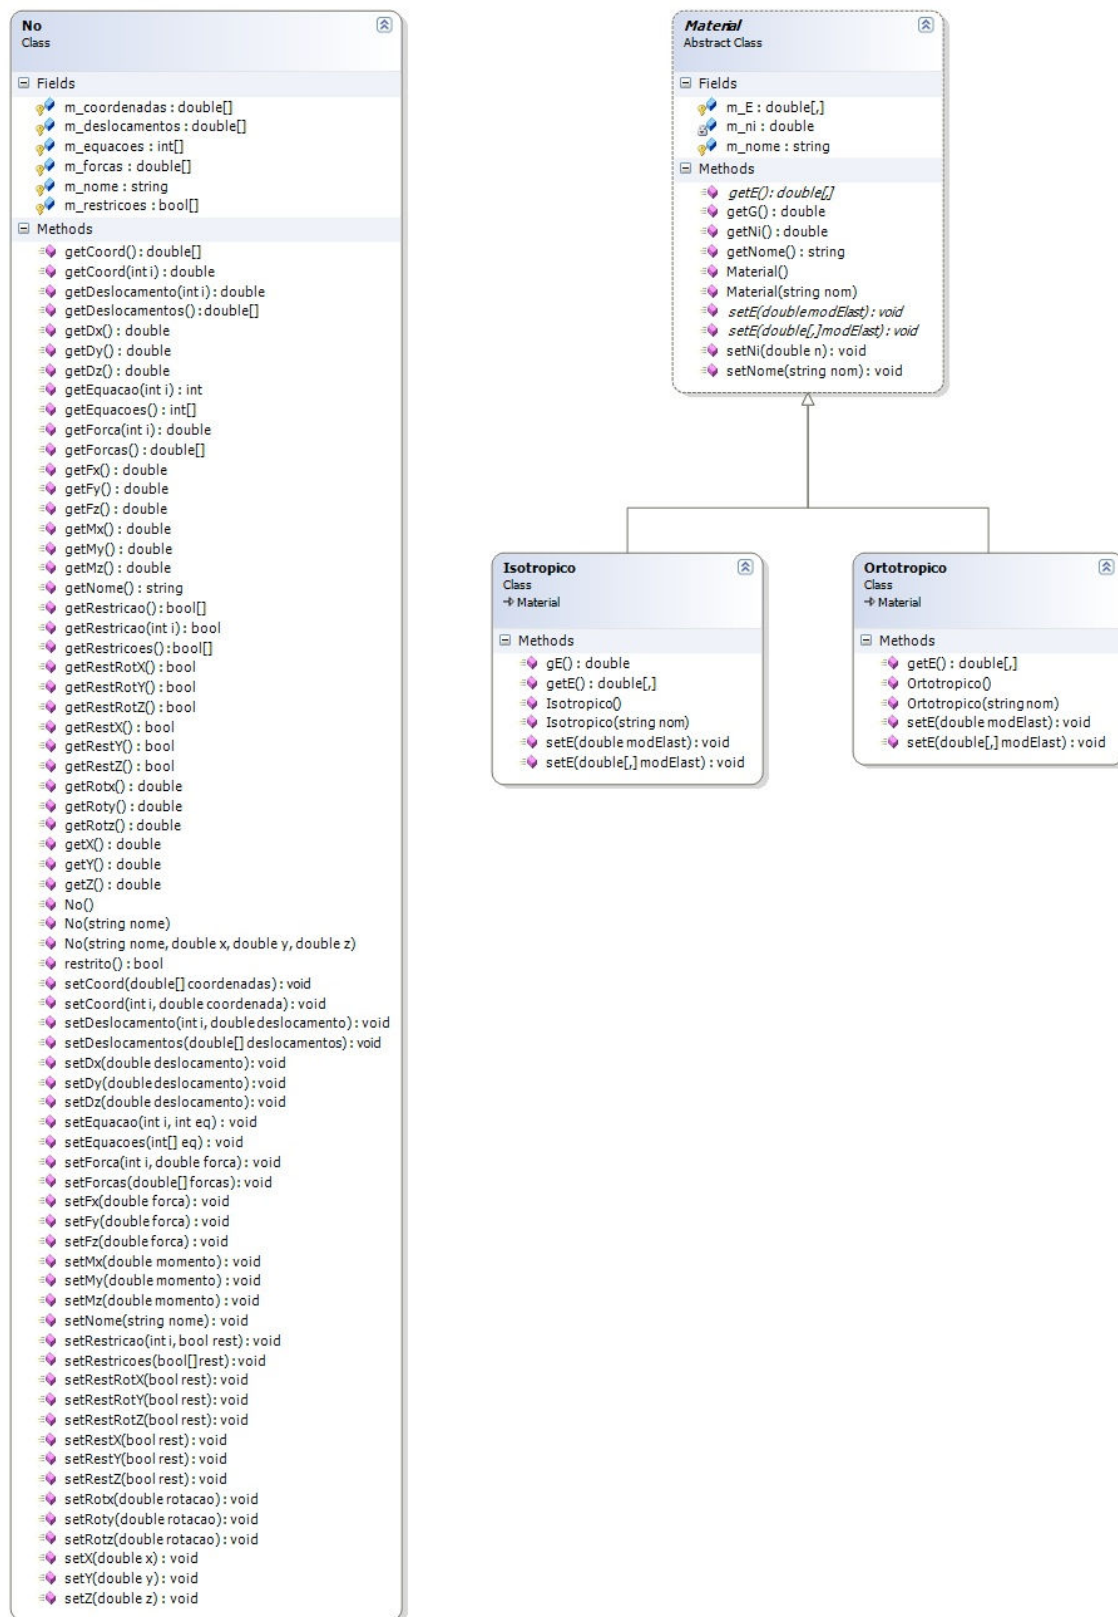 No
Class
Fields
m_coordenadas : double[]
m_deslocamentos : double[]
m_equacoes : int[]
m_forcas : double[]
m_nome : string
m_restricoes : bool[]
Methods
getCoord() : double[]
getCoord(int i) : double
getDeslocamento(int i) : double
getDeslocamentos() : double[]
getDx() : double
getDy() : double
getDz() : double
getEquacao(int i) : int
getEquacoes() : int[]
getForca(int i) : double
getForcas() : double[]
getFx() : double
getFy() : double
getFz() : double
getMx() : double
getMy() : double
getMz() : double
getNome() : string
getRestricao() : bool[]
getRestricao(int i) : bool
getRestricoes() : bool[]
getRestRotX() : bool
getRestRotY() : bool
getRestRotZ() : bool
getRestX() : bool
getRestY() : bool
getRestZ() : bool
getRotx() : double
getRoty() : double
getRotz() : double
getX() : double
getY() : double
getZ() : double
No()
No(string nome)
No(string nome, double x, double y, double z)
restrito() : bool
setCoord(double[] coordenadas) : void
setCoord(int i, double coordenada) : void
setDeslocamento(int i, double deslocamento) : void
setDeslocamentos(double[] deslocamentos) : void
setDx(double deslocamento) : void
setDy(double deslocamento) : void
setDz(double deslocamento) : void
setEquacao(int i, int eq) : void
setEquacoes(int[] eq) : void
setForca(int i, double forca) : void
setForcas(double[] forcas) : void
setFx(double forca) : void
setFy(double forca) : void
setFz(double forca) : void
setMx(double momento) : void
setMy(double momento) : void
setMz(double momento) : void
setNome(string nome) : void
setRestricao(int i, bool rest) : void
setRestricoes(bool[] rest) : void
setRestRotX(bool rest) : void
setRestRotY(bool rest) : void
setRestRotZ(bool rest) : void
setRestX(bool rest) : void
setRestY(bool rest) : void
setRestZ(bool rest) : void
setRotx(double rotacao) : void
setRoty(double rotacao) : void
setRotz(double rotacao) : void
setX(double x) : void
setY(double y) : void
setZ(double z) : void
Material
Abstract Class
Fields
m_E : double[,]
m_ni : double
m_nome : string
Methods
getE() : double[,]
getG() : double
getNi() : double
getNome() : string
Material()
Material(string nom)
setE(double modElast) : void
setE(double[,] modElast) : void
setNi(double n) : void
setNome(string nom) : void
Isotropico
Class
Material
Methods
gE() : double
getE() : double[,]
Isotropico()
Isotropico(string nom)
setE(double modElast) : void
setE(double[,] modElast) : void
Ortotropico
Class
Material
Methods
getE() : double[,]
Ortotropico()
Ortotropico(string nom)
setE(double modElast) : void
setE(double[,] modElast) : void